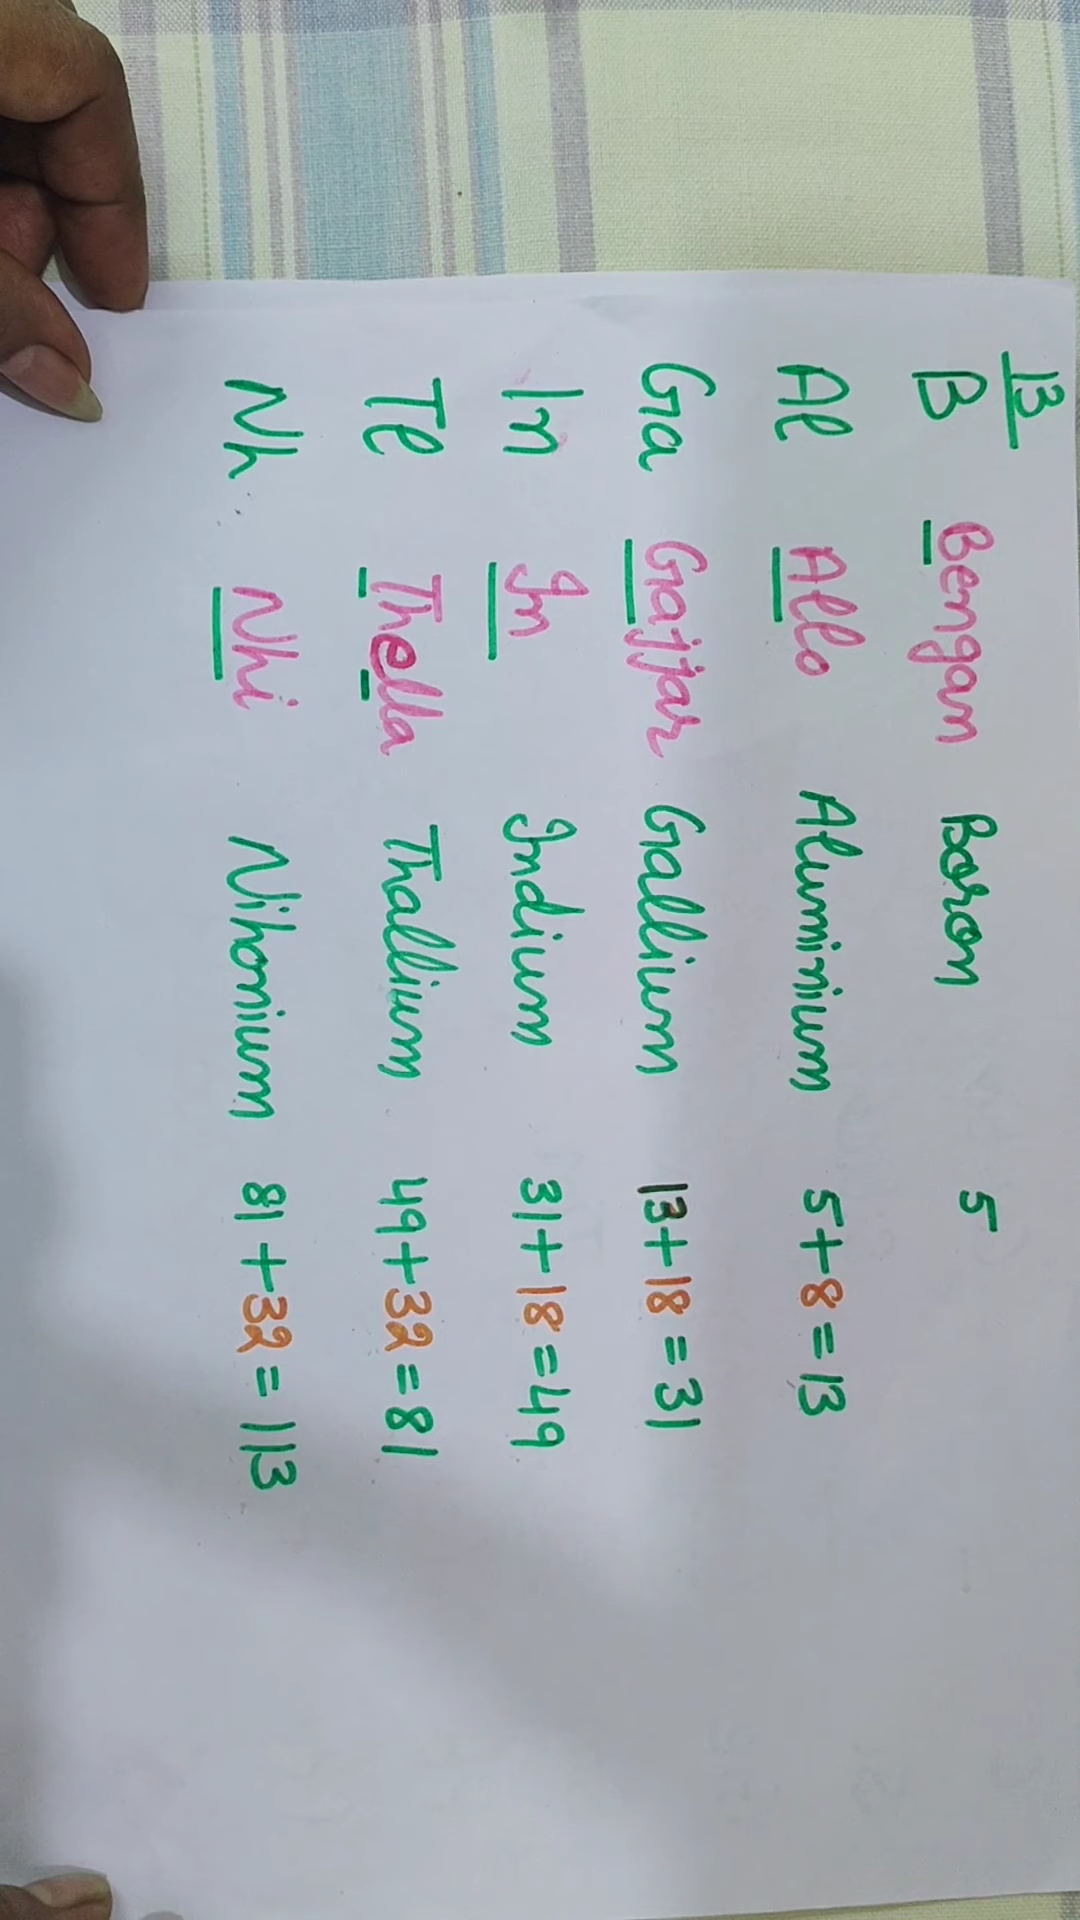 13
B Bengan Boron 5
Al Allo Aluminium 5+8=13
Ga Gajjar Gallium 13+18=31
In In Indium 31+18=49
Tl Thella Thallium 49+32=81
Nh Nhi Nihonium 81+32=113